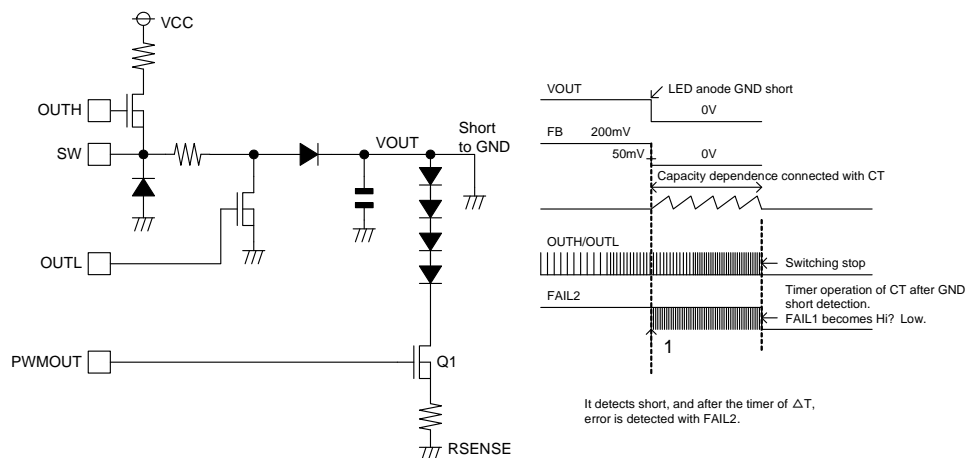 VCC
OUTH
SW
VOUT
Short
to GND
OUTL
PWMOUT
Q1
RSENSE
VOUT
LED anode GND short
0V
FB 200mV
50mV
0V
Capacity dependence connected with CT
OUTH/OUTL
Switching stop
FAIL2
Timer operation of CT after GND
short detection.
FAIL1 becomes Hi? Low.
1
It detects short, and after the timer of △T,
error is detected with FAIL2.